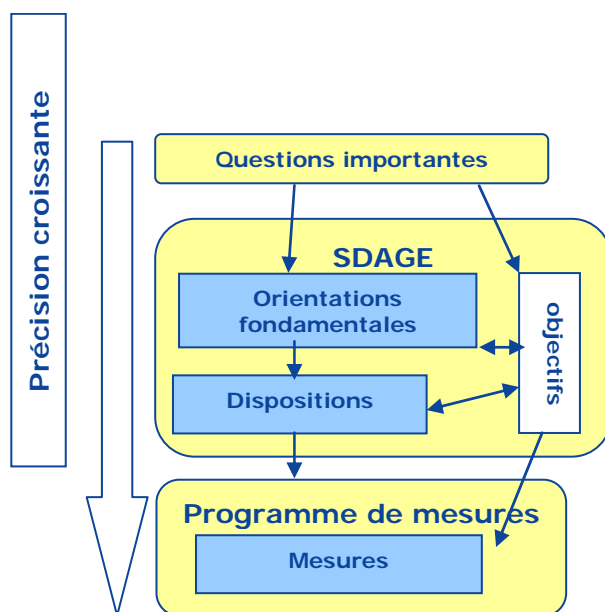 Précision croissante
Questions importantes
SDAGE
Orientations
fondamentales
objectifs
Dispositions
Programme de mesures
Mesures